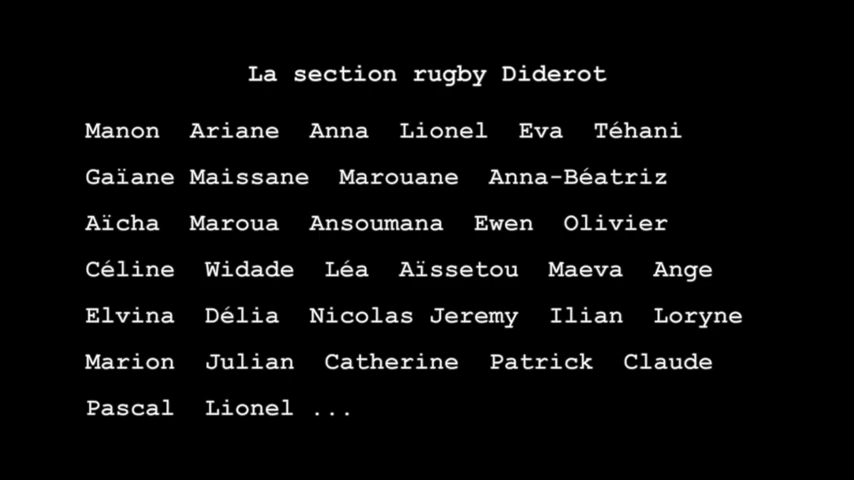 La section rugby Diderot
Manon Ariane Anna Lionel Eva Téhani
Gaïane Maissane Marouane Anna-Béatriz
Aïcha Maroua Ansoumana Ewen Olivier
Céline Widade Léa Aïssetou Maeva Ange
Elvina Délia Nicolas Jeremy Ilian Loryne
Marion Julian Catherine Patrick Claude
Pascal Lionel ...